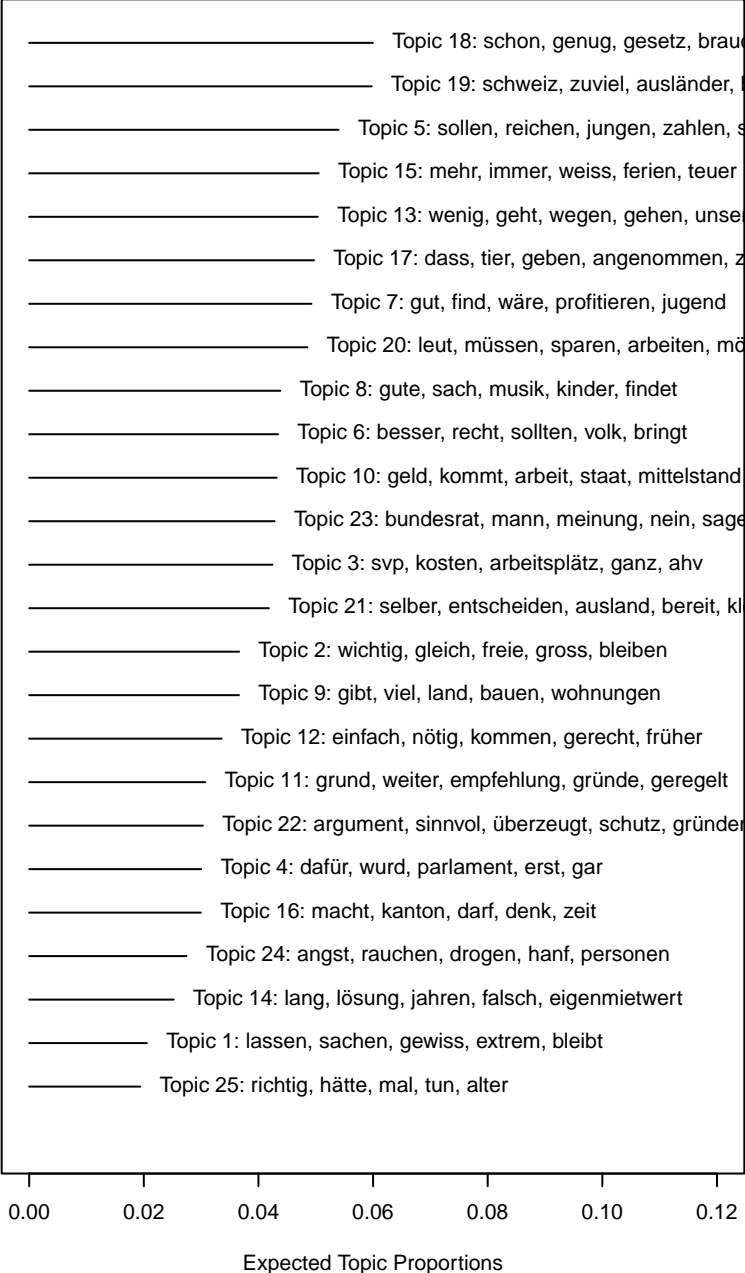 Topic 18: schon, genug, gesetz,
Topic 19: schweiz, zuviel, ausländer,
Topic 5: sollen, reichen, jungen, zahlen,
Topic 15: mehr, immer, weiss, ferien, teuer
Topic 13: wenig, geht, wegen, gehen,
Topic 17: dass, tier, geben, angenommen,
Topic 7: gut, find, wäre, profitieren, jugend
Topic 20: leut, müssen, sparen, arbeiten,
Topic 8: gute, sach, musik, kinder, findet
Topic 6: besser, recht, sollten, volk, bringt
Topic 10: geld, kommt, arbeit, staat, mittelstand
Topic 23: bundesrat, mann, meinung, nein,
Topic 3: svp, kosten, arbeitsplätz, ganz, ahv
Topic 21: selber, entscheiden, ausland, bereit,
Topic 2: wichtig, gleich, freie, gross, bleiben
Topic 9: gibt, viel, land, bauen, wohnungen
Topic 12: einfach, nötig, kommen, gerecht, früher
Topic 11: grund, weiter, empfehlung, gründe, geregelt
Topic 22: argument, sinnvol, überzeugt, schutz,
Topic 4: dafür, wurd, parlament, erst, gar
Topic 16: macht, kanton, darf, denk, zeit
Topic 24: angst, rauchen, drogen, hanf, personen
Topic 14: lang, lösung, jahren, falsch, eigenmietwert
Topic 1: lassen, sachen, gewiss, extrem, bleibt
Topic 25: richtig, hätte, mal, tun, alter
0.00 0.02 0.04 0.06 0.08 0.10 0.12
Expected Topic Proportions